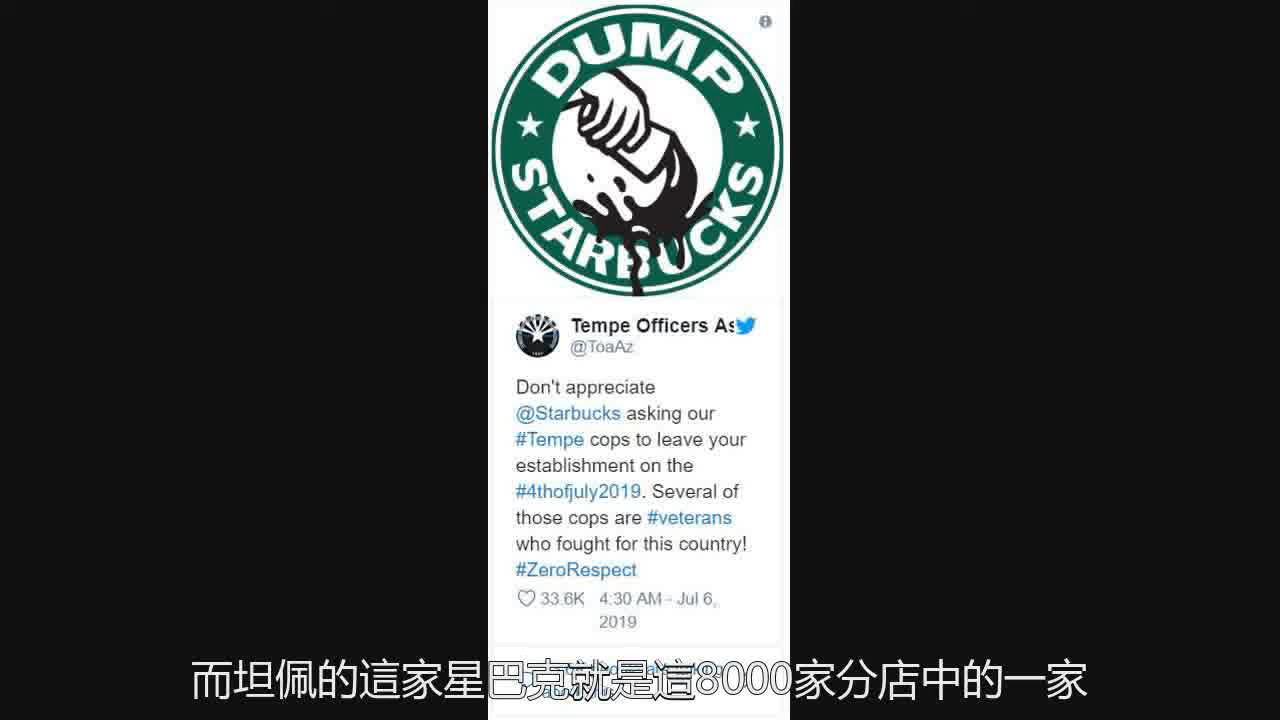 DUMP
STARBUCKS
Tempe Officers As
@ToaAz
Don't appreciate
@Starbucks asking our
#Tempe cops to leave your
establishment on the
#4thofjuly2019. Several of
those cops are #veterans
who fought for this country!
#ZeroRespect
33.6K 4:30 AM - Jul 6,
2019
而坦佩的這家星巴克就是這8000家分店中的一家